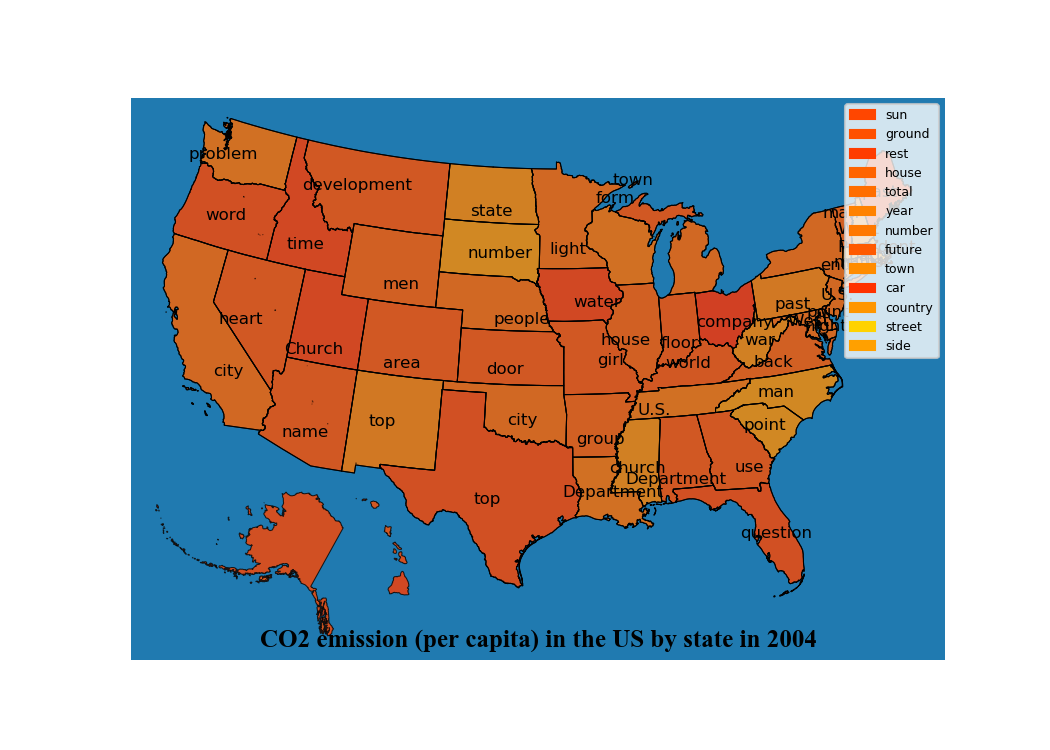 sun
ground
rest
house
total
year
number
future
town
car
country
street
side
problem
development
town
form
state
word
time
number
light
men
people
water
past
company
war
heart
Church
area
house
floor
girl
world
back
city
door
man
top
city
U.S.
point
name
group
church
use
Department
Department
top
question
CO2 emission (per capita) in the US by state in 2004